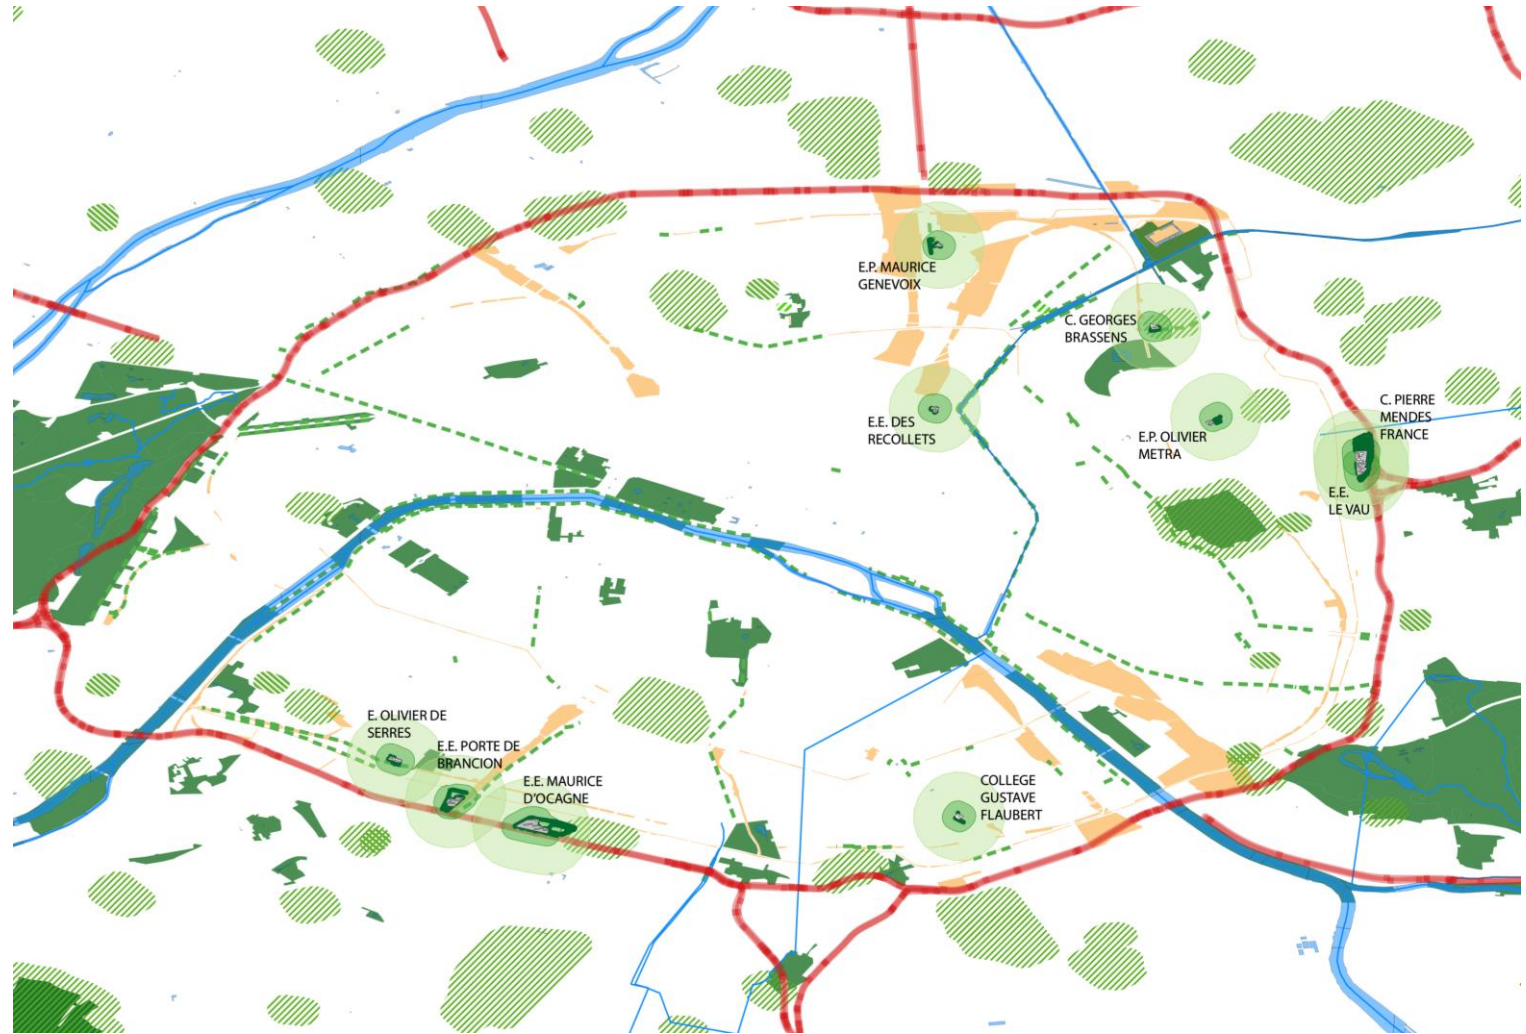 E.P. MAURICE
GENEVOIX
C. GEORGES
BRASSENS
E.E. DES
RECOLLETS
E.P. OLIVIER
METRA
C. PIERRE
MENDES
FRANCE
E.E.
LE VAU
E. OLIVIER DE
SERRES
E.E. PORTE DE
BRANCION
E.E. MAURICE
D'OCAGNE
COLLEGE
GUSTAVE
FLAUBERT